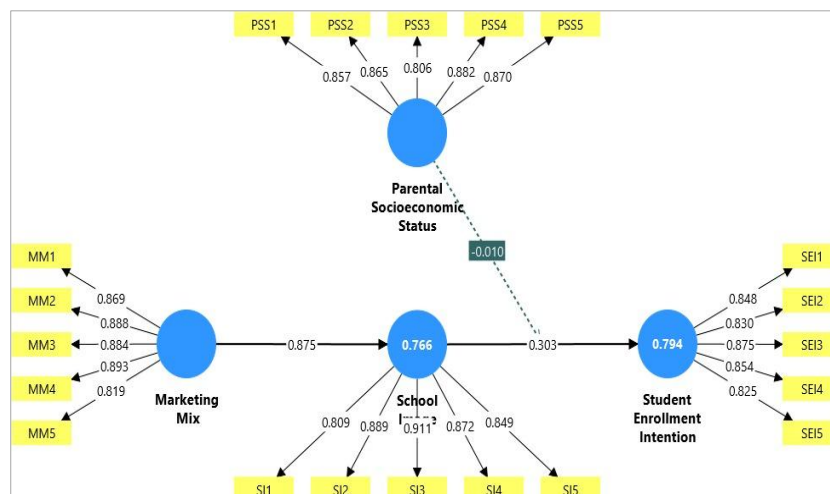 PSS1 PSS2 PSS3 PSS4 PSS5
0.857 0.865 0.806 0.882 0.870
Parental
Socioeconomic
Status
-0.010
MM1
MM2
MM3
MM4
MM5
0.869
0.888
0.884
0.893
0.819
Marketing
Mix
0.875
0.766
School
0.303
0.794
Student
Enrollment
Intention
SEI1
SEI2
SEI3
SEI4
SEI5
0.848
0.830
0.875
0.854
0.825
0.809 0.889 0.911 0.872 0.849
SI1 SI2 SI3 SI4 SI5